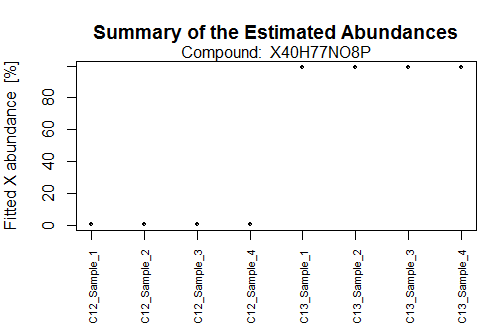 Summary of the Estimated Abundances
Compound:  X40H77NO8P
Fitted X abundance  [%]
80
60
40
20
0
C12_Sample_1
C12_Sample_2
C12_Sample_3
C12_Sample_4
C13_Sample_1
C13_Sample_2
C13_Sample_3
C13_Sample_4